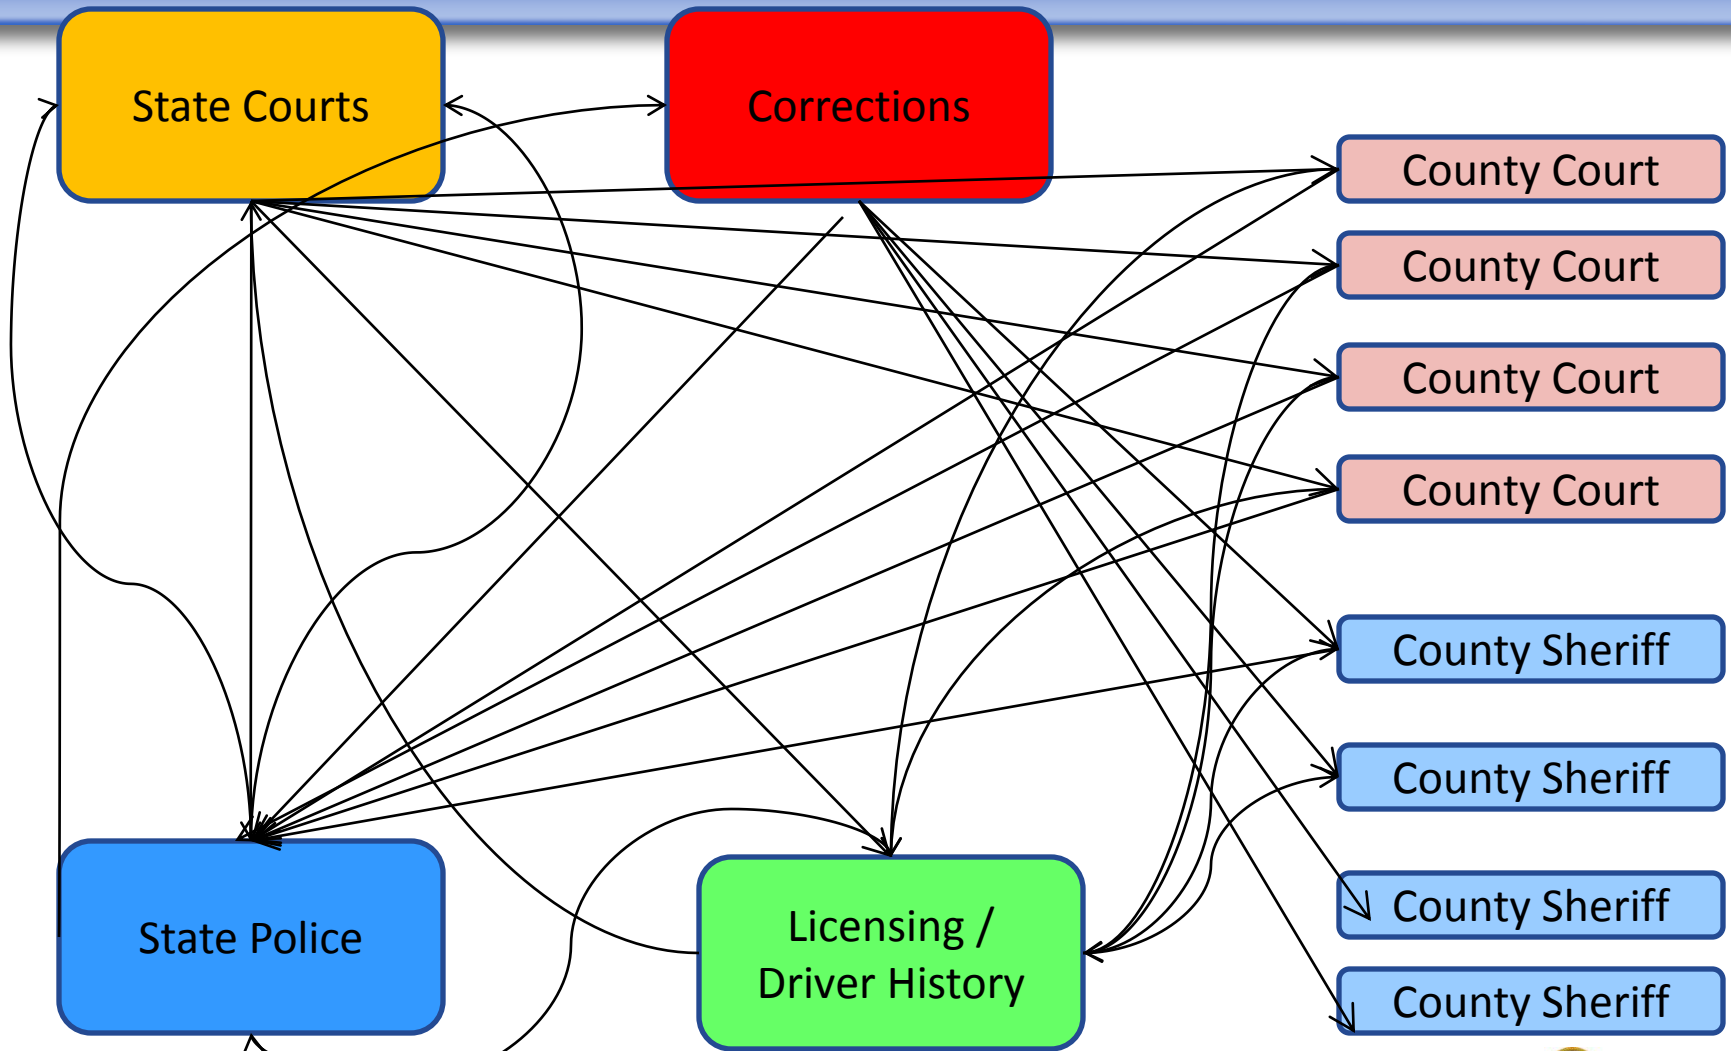 State Courts
Corrections
County Court
County Court
County Court
County Court
County Sheriff
County Sheriff
County Sheriff
County Sheriff
State Police
Licensing /
Driver History